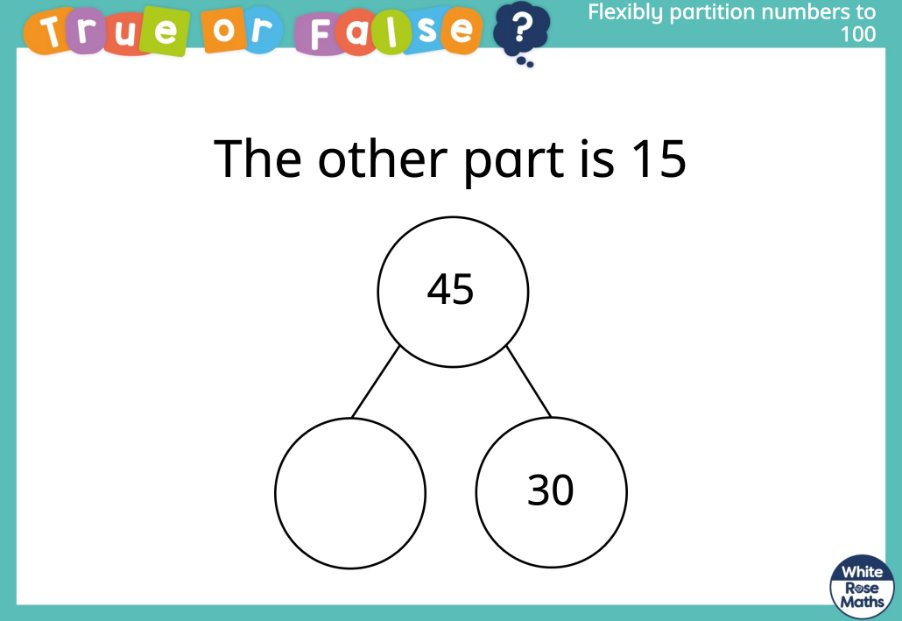 True or False ?
Flexibly partition numbers to
100
The other part is 15
45
30
White
Rose
Maths